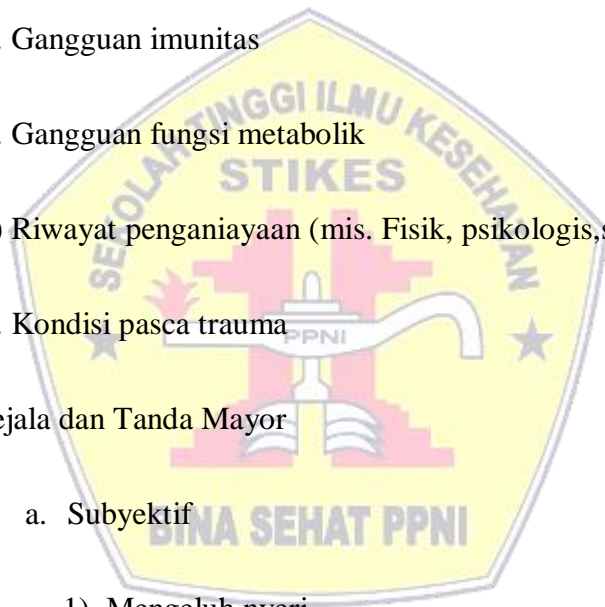 . Gangguan imunitas
. Gangguan fungsi metabolik
) Riwayat penganiayaan (mis. Fisik, psikologis,s
. Kondisi pasca trauma
ejala dan Tanda Mayor
a. Subyektif
1) Mengeluh nyeri
SEKOLAH TINGGI ILMU KESEHATAN
STIKES
PPNI
BINA SEHAT PPNI